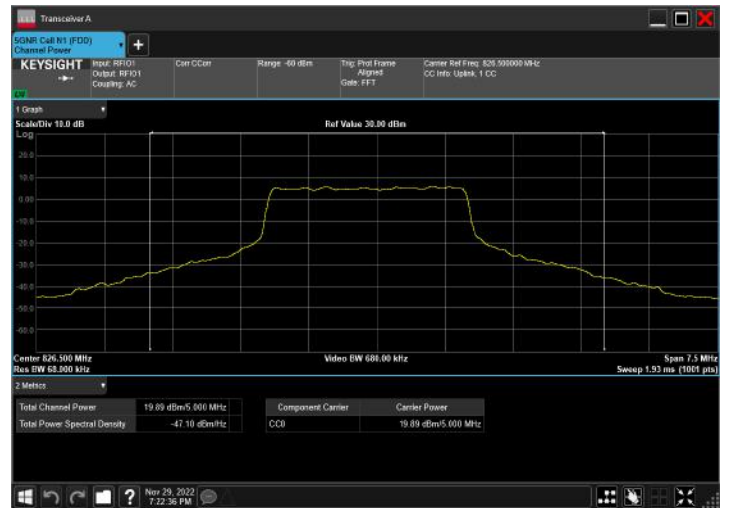 Transceiver A
5GNR Cell N1 (FDD)
Channel Power
KEYSIGHT
Input: RFIO1
Output: RFIO1
Coupling: AC
Corr CCorr
Range -60 dBm
Trig: Prot Frame
Aligned
Gate: FFT
Carrier Ref Freq: 826.500000 MHz
CC Info: Uplink, 1 CC
1 Graph
Scale/Div 10.0 dB
Ref Value 30.00 dBm
Log
20.0
10.0
0.00
-10.0
-20.0
-30.0
-40.0
-50.0
-60.0
Center 826.500 MHz
Video BW 680.00 kHz
Span 7.5 MHz
Res BW 68.000 kHz
Sweep 1.93 ms (1001 pts)
2 Metrics
Total Channel Power 19.89 dBm/5.000 MHz
Total Power Spectral Density -47.10 dBm/Hz
Component Carrier Carrier Power
CC0 19.89 dBm/5.000 MHz
Nov 29, 2022
7:22:36 PM